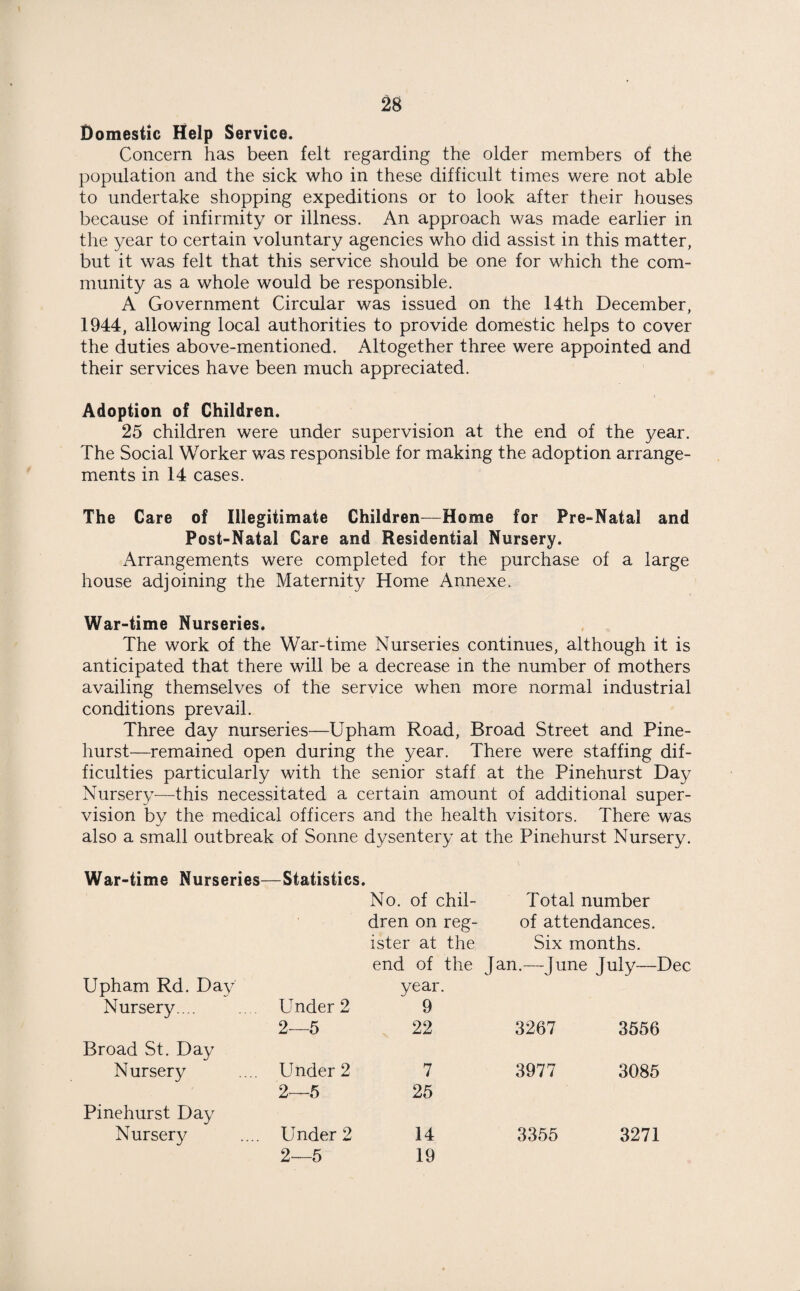 28
Domestic Help Service.
Concern has been felt regarding the older members of the
population and the sick who in these difficult times were not able
to undertake shopping expeditions or to look after their houses
because of infirmity or illness. An approach was made earlier in
the year to certain voluntary agencies who did assist in this matter,
but it was felt that this service should be one for which the com-
munity as a whole would be responsible.
A Government Circular was issued on the 14th December,
1944, allowing local authorities to provide domestic helps to cover
the duties above-mentioned. Altogether three were appointed and
their services have been much appreciated.
Adoption of Children.
25 children were under supervision at the end of the year.
The Social Worker was responsible for making the adoption arrange-
ments in 14 cases.
The Care of Illegitimate Children—Home for Pre-Natal and
Post-Natal Care and Residential Nursery.
Arrangements were completed for the purchase of a large
house adjoining the Maternity Home Annexe.
War-time Nurseries.
The work of the War-time Nurseries continues, although it is
anticipated that there will be a decrease in the number of mothers
availing themselves of the service when more normal industrial
conditions prevail.
Three day nurseries—Upham Road, Broad Street and Pine-
hurst—remained open during the year. There were staffing dif-
ficulties particularly with the senior staff at the Pinehurst Day
Nursery—this necessitated a certain amount of additional super-
vision by the medical officers and the health visitors. There was
also a small outbreak of Sonne dysentery at the Pinehurst Nursery.
War-time Nurseries—Statistics.
No. of chil- Total number
dren on reg- of attendances.
ister at the Six months.
end of the Jan.—June July—Dec
Upham Rd. Day year.
Nursery.... .... Under 2 9
2—5 22 3267 3556
Broad St. Day
Nursery .... Under 2 7 3977 3085
2—5 25
Pinehurst Day
Nursery .... Under 2 14 3355 3271
2—5 19